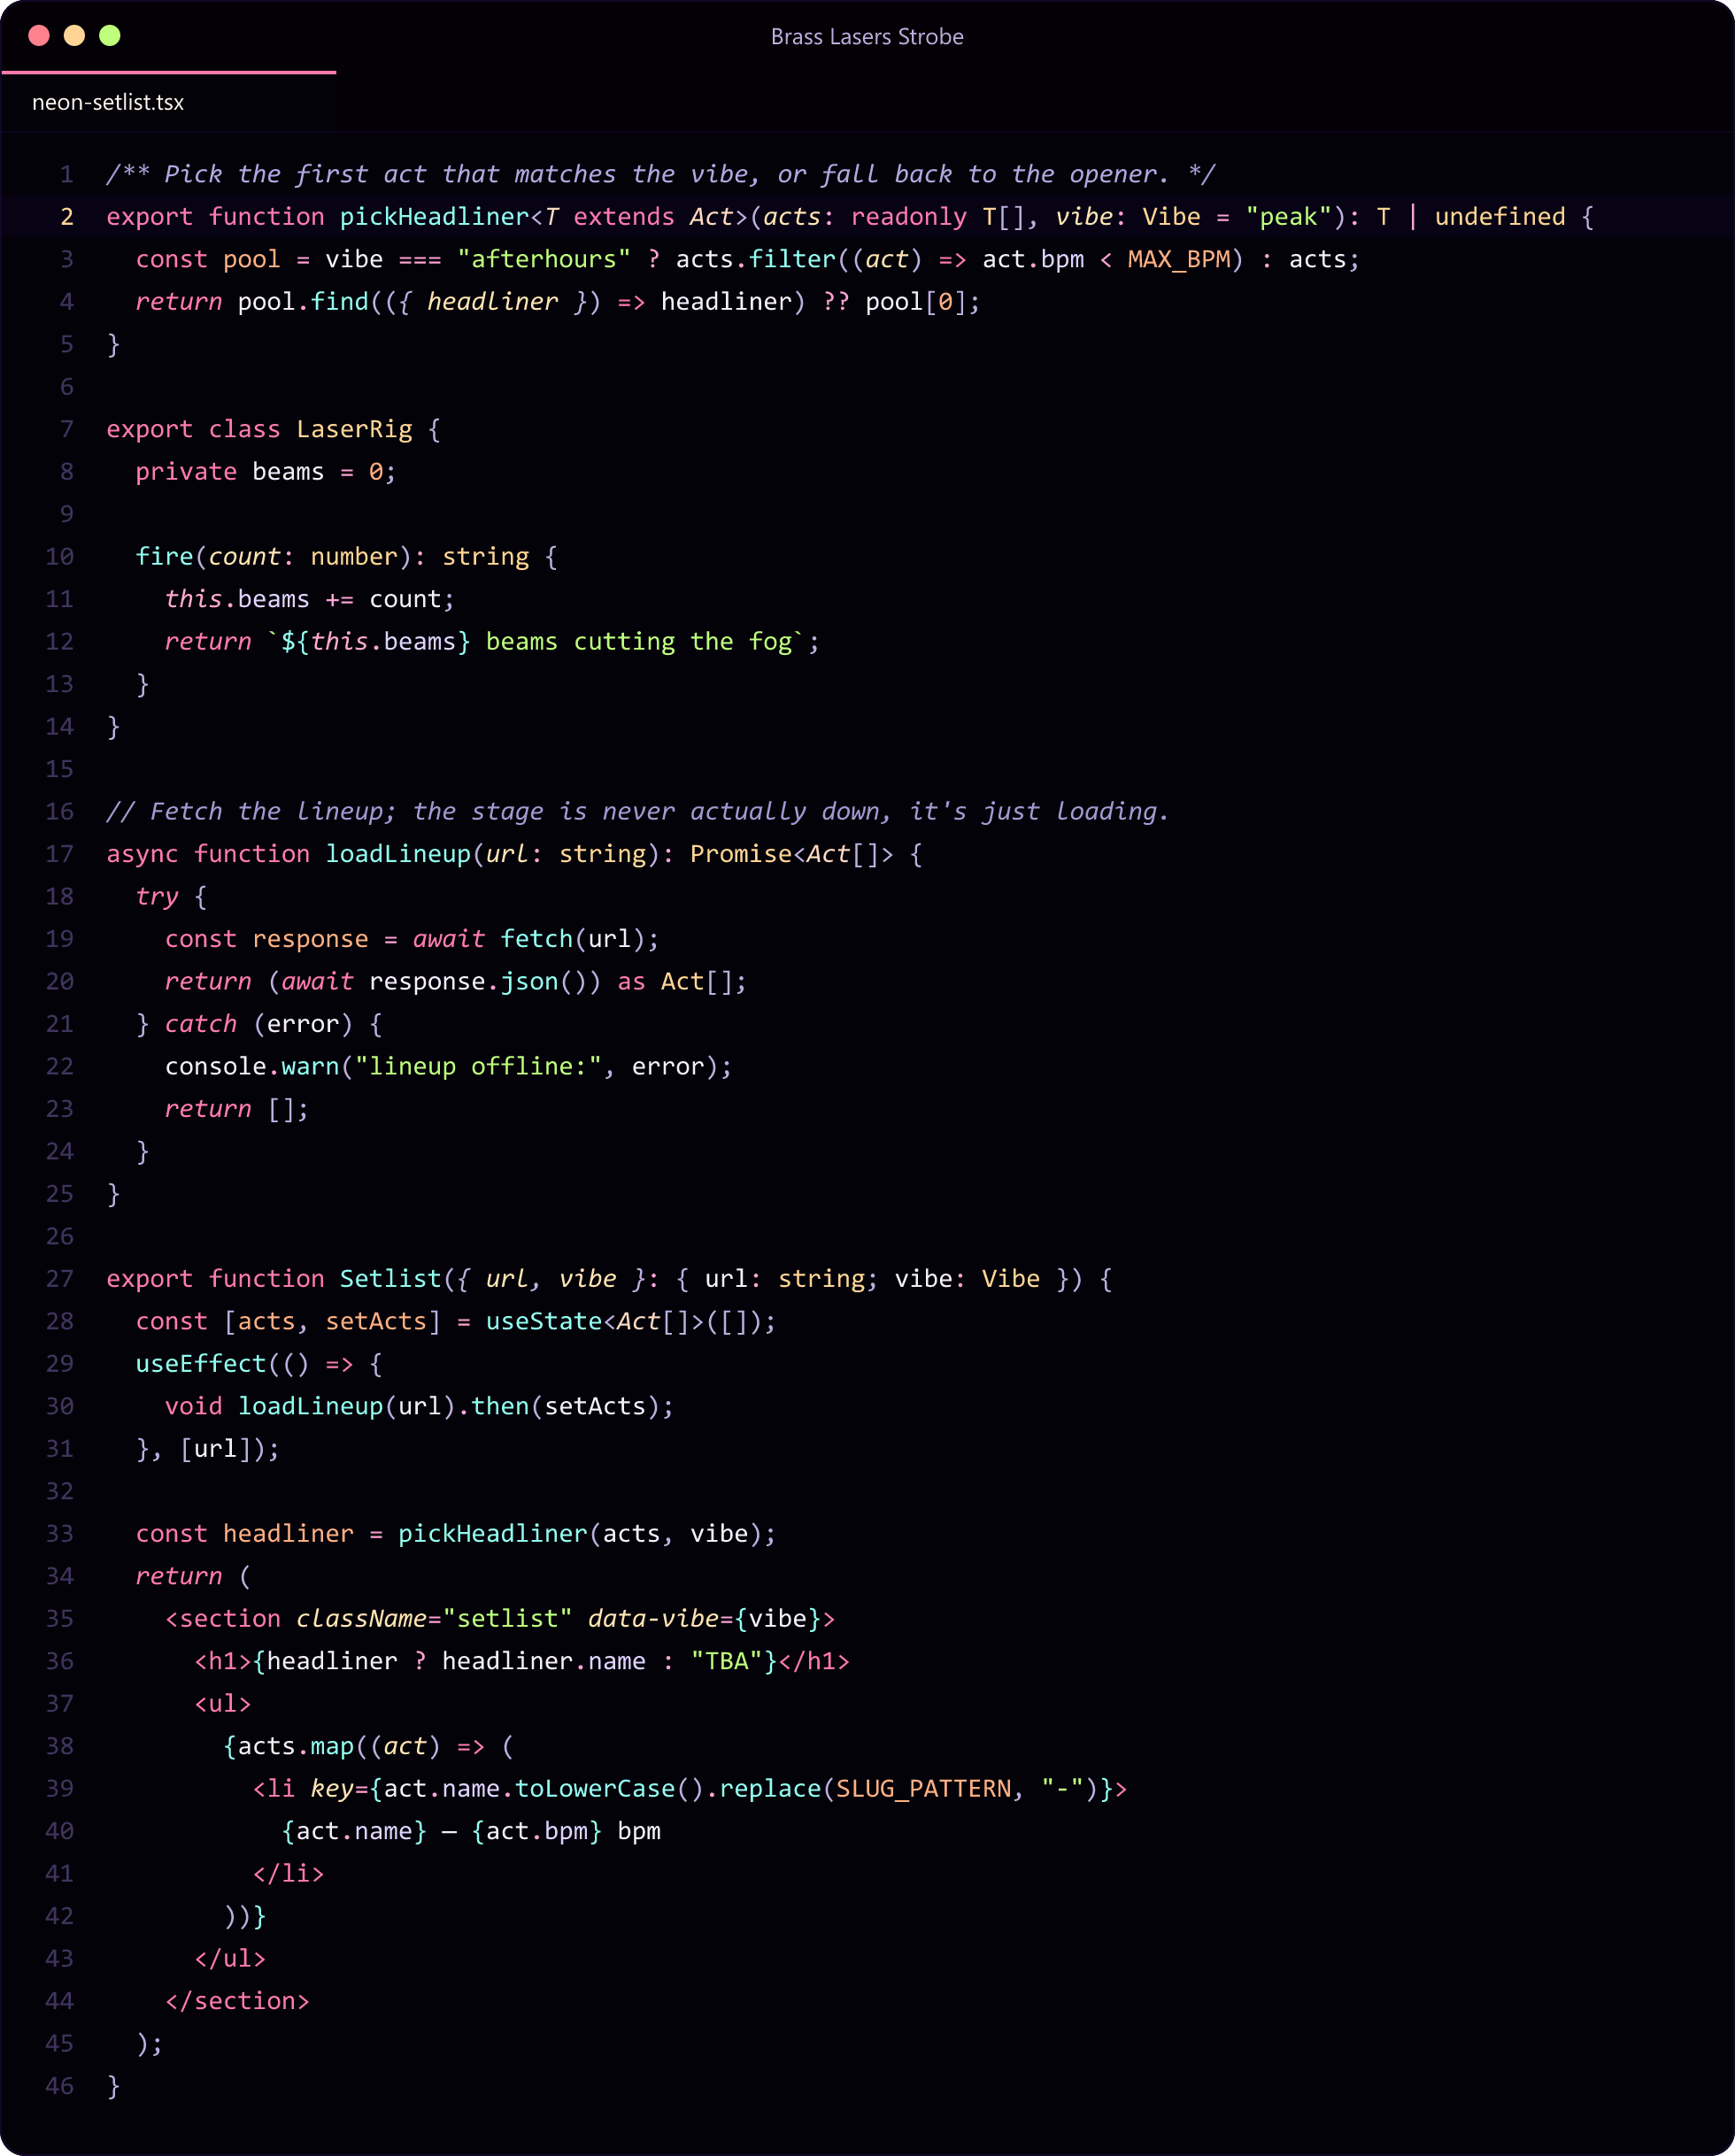 Brass Lasers Strobe
neon-setlist.tsx
1 /** Pick the first act that matches the vibe, or fall back to the opener. */
2 export function pickHeadliner<T extends Act>(acts: readonly T[], vibe: Vibe = "peak"): T | undefined {
3   const pool = vibe === "afterhours" ? acts.filter((act) => act.bpm < MAX_BPM) : acts;
4   return pool.find(({ headliner }) => headliner) ?? pool[0];
5 }
6
7 export class LaserRig {
8   private beams = 0;
9
10   fire(count: number): string {
11     this.beams += count;
12     return `${this.beams} beams cutting the fog`;
13   }
14 }
15
16 // Fetch the lineup; the stage is never actually down, it's just loading.
17 async function loadLineup(url: string): Promise<Act[]> {
18   try {
19     const response = await fetch(url);
20     return (await response.json()) as Act[];
21   } catch (error) {
22     console.warn("lineup offline:", error);
23     return [];
24   }
25 }
26
27 export function Setlist({ url, vibe }: { url: string; vibe: Vibe }) {
28   const [acts, setActs] = useState<Act[]>([]);
29   useEffect(() => {
30     void loadLineup(url).then(setActs);
31   }, [url]);
32
33   const headliner = pickHeadliner(acts, vibe);
34   return (
35     <section className="setlist" data-vibe={vibe}>
36       <h1>{headliner ? headliner.name : "TBA"}</h1>
37       <ul>
38         {acts.map((act) => (
39           <li key={act.name.toLowerCase().replace(SLUG_PATTERN, "-")}>
40             {act.name} — {act.bpm} bpm
41           </li>
42         ))}
43       </ul>
44     </section>
45   );
46 }